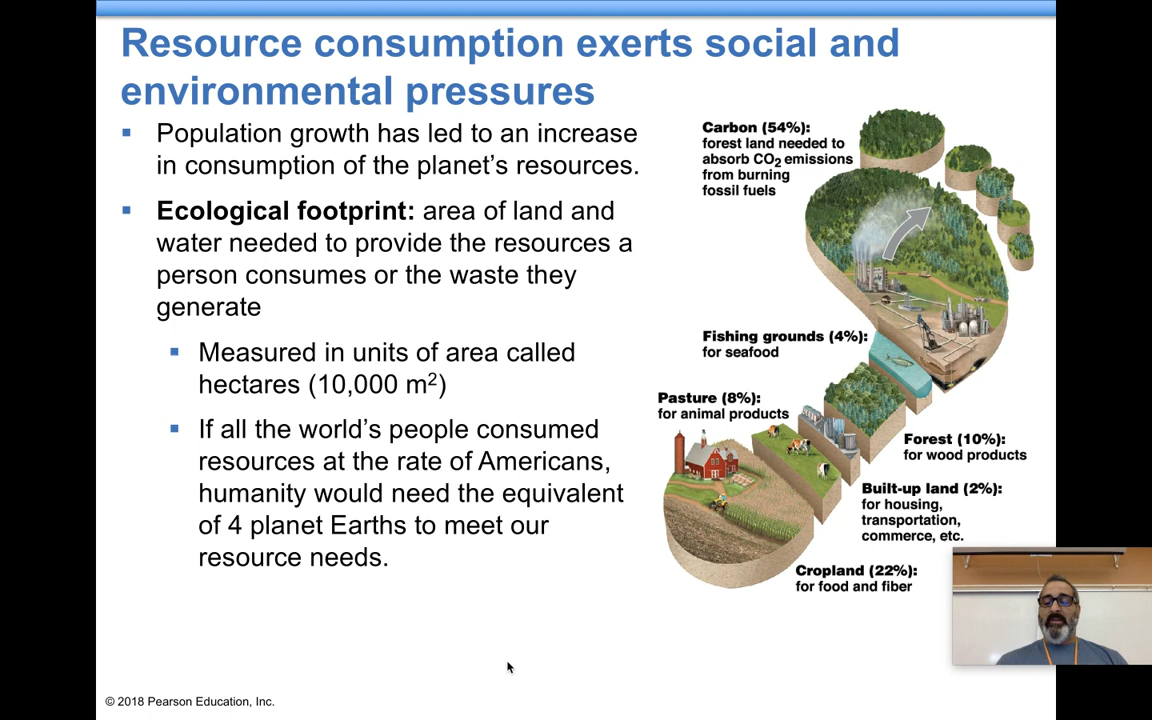 Resource consumption exerts social and
environmental pressures
▪ Population growth has led to an increase
in consumption of the planet’s resources.
▪ Ecological footprint: area of land and
water needed to provide the resources a
person consumes or the waste they
generate
▪ Measured in units of area called
hectares (10,000 m²)
▪ If all the world’s people consumed
resources at the rate of Americans,
humanity would need the equivalent
of 4 planet Earths to meet our
resource needs.
Carbon (54%):
forest land needed to
absorb CO₂ emissions
from burning
fossil fuels
Fishing grounds (4%):
for seafood
Pasture (8%):
for animal products
Forest (10%):
for wood products
Built-up land (2%):
for housing,
transportation,
commerce, etc.
Cropland (22%):
for food and fiber
© 2018 Pearson Education, Inc.